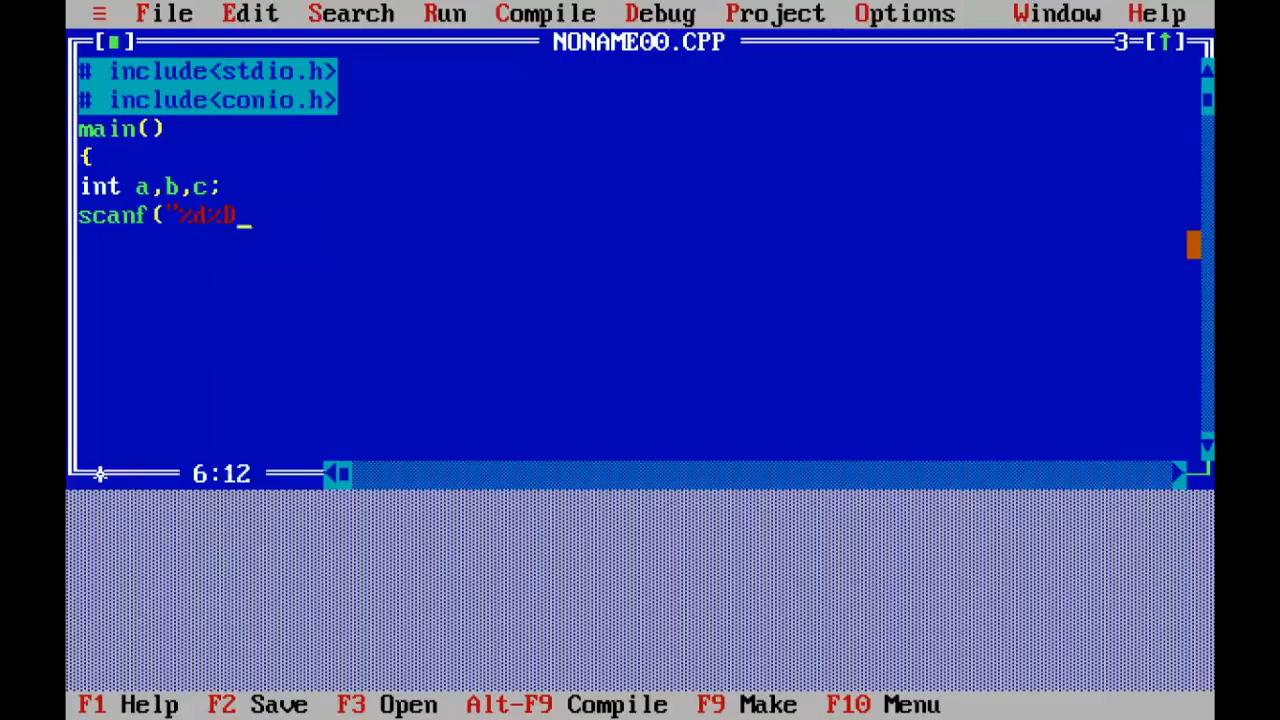 ≡ File Edit Search Run Compile Debug Project Options Window Help
[■] NONAME00.CPP 3=[↑]
# include<stdio.h>
# include<conio.h>
main()
{
int a,b,c;
scanf("%d%D_
6:12
F1 Help F2 Save F3 Open Alt-F9 Compile F9 Make F10 Menu